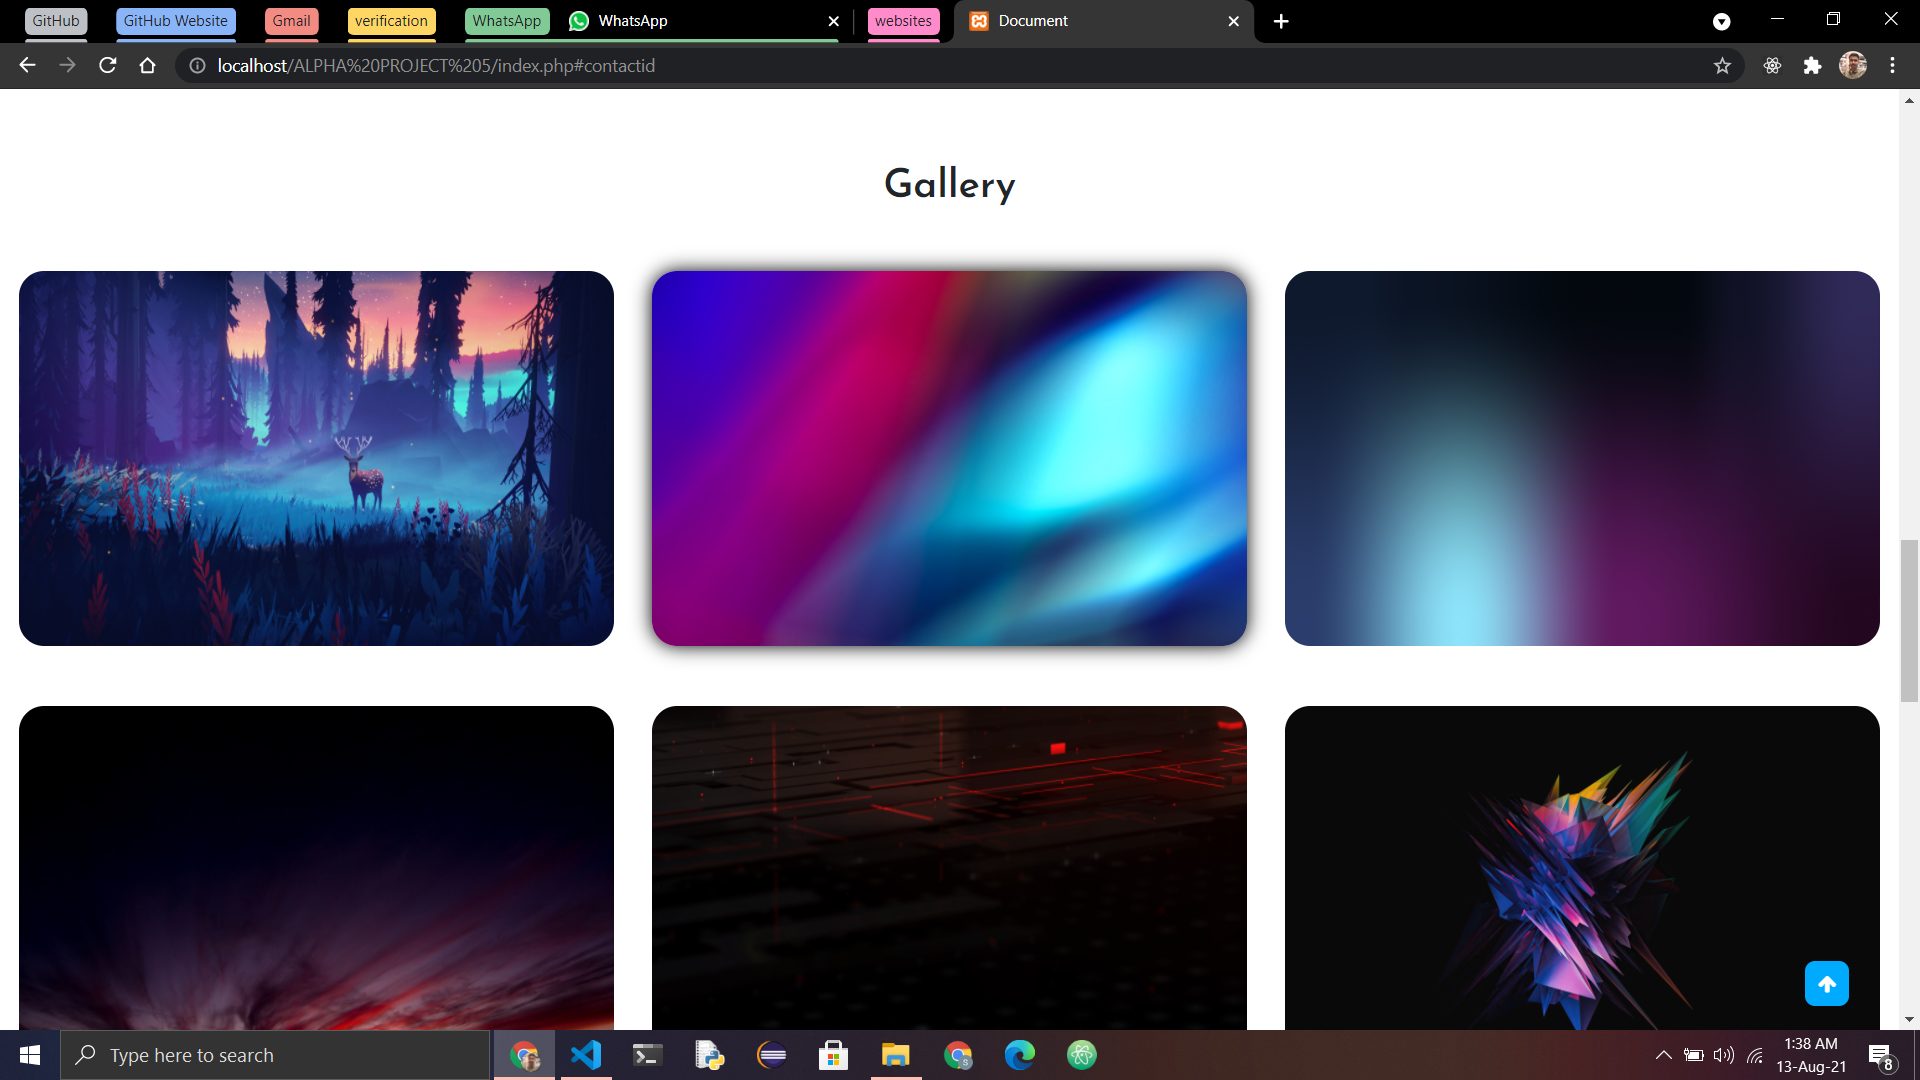 GitHub
GitHub Website
Gmail
verification
WhatsApp
WhatsApp
websites
Document
localhost/ALPHA%20PROJECT%205/index.php#contactid
Gallery
Type here to search
1:38 AM
13-Aug-21
8